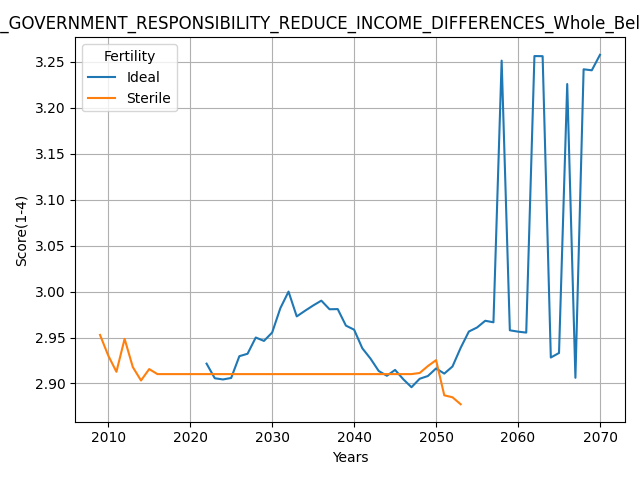 _GOVERNMENT_RESPONSIBILITY_REDUCE_INCOME_DIFFERENCES_Whole_Bel
Fertility
Ideal
Sterile
3.25
3.20
3.15
3.10
3.05
3.00
2.95
2.90
Score(1-4)
2010 2020 2030 2040 2050 2060 2070
Years